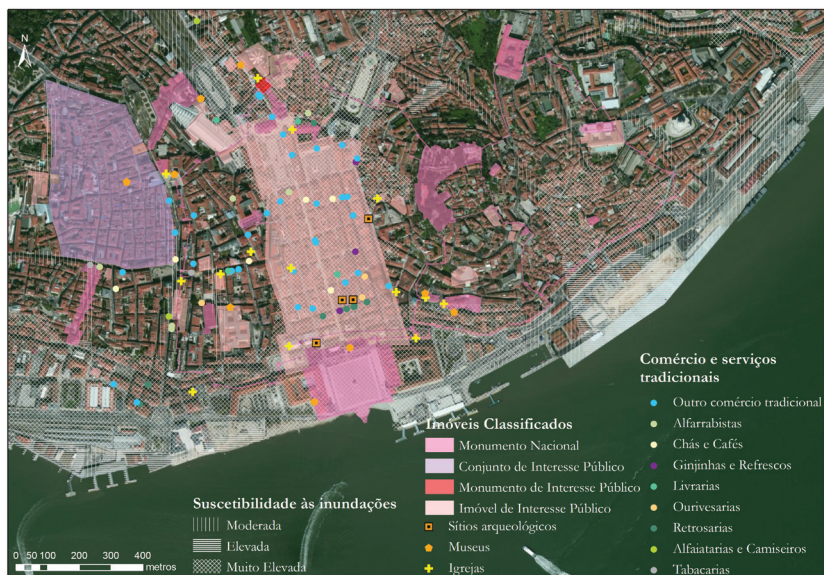 N
Comércio e serviços
tradicionais
Outro comércio tradicional
Alfarrabistas
Chás e Cafés
Ginjinhas e Refrescos
Livrarias
Ourivesarias
Retrosarias
Alfaiatarias e Camiseiros
Tabacarias
Imóveis Classificados
Monumento Nacional
Conjunto de Interesse Público
Monumento de Interesse Público
Imóvel de Interesse Público
Sítios arqueológicos
Museus
Igrejas
Suscetibilidade às inundações
Moderada
Elevada
Muito Elevada
0 50 100 200 300 400
metros